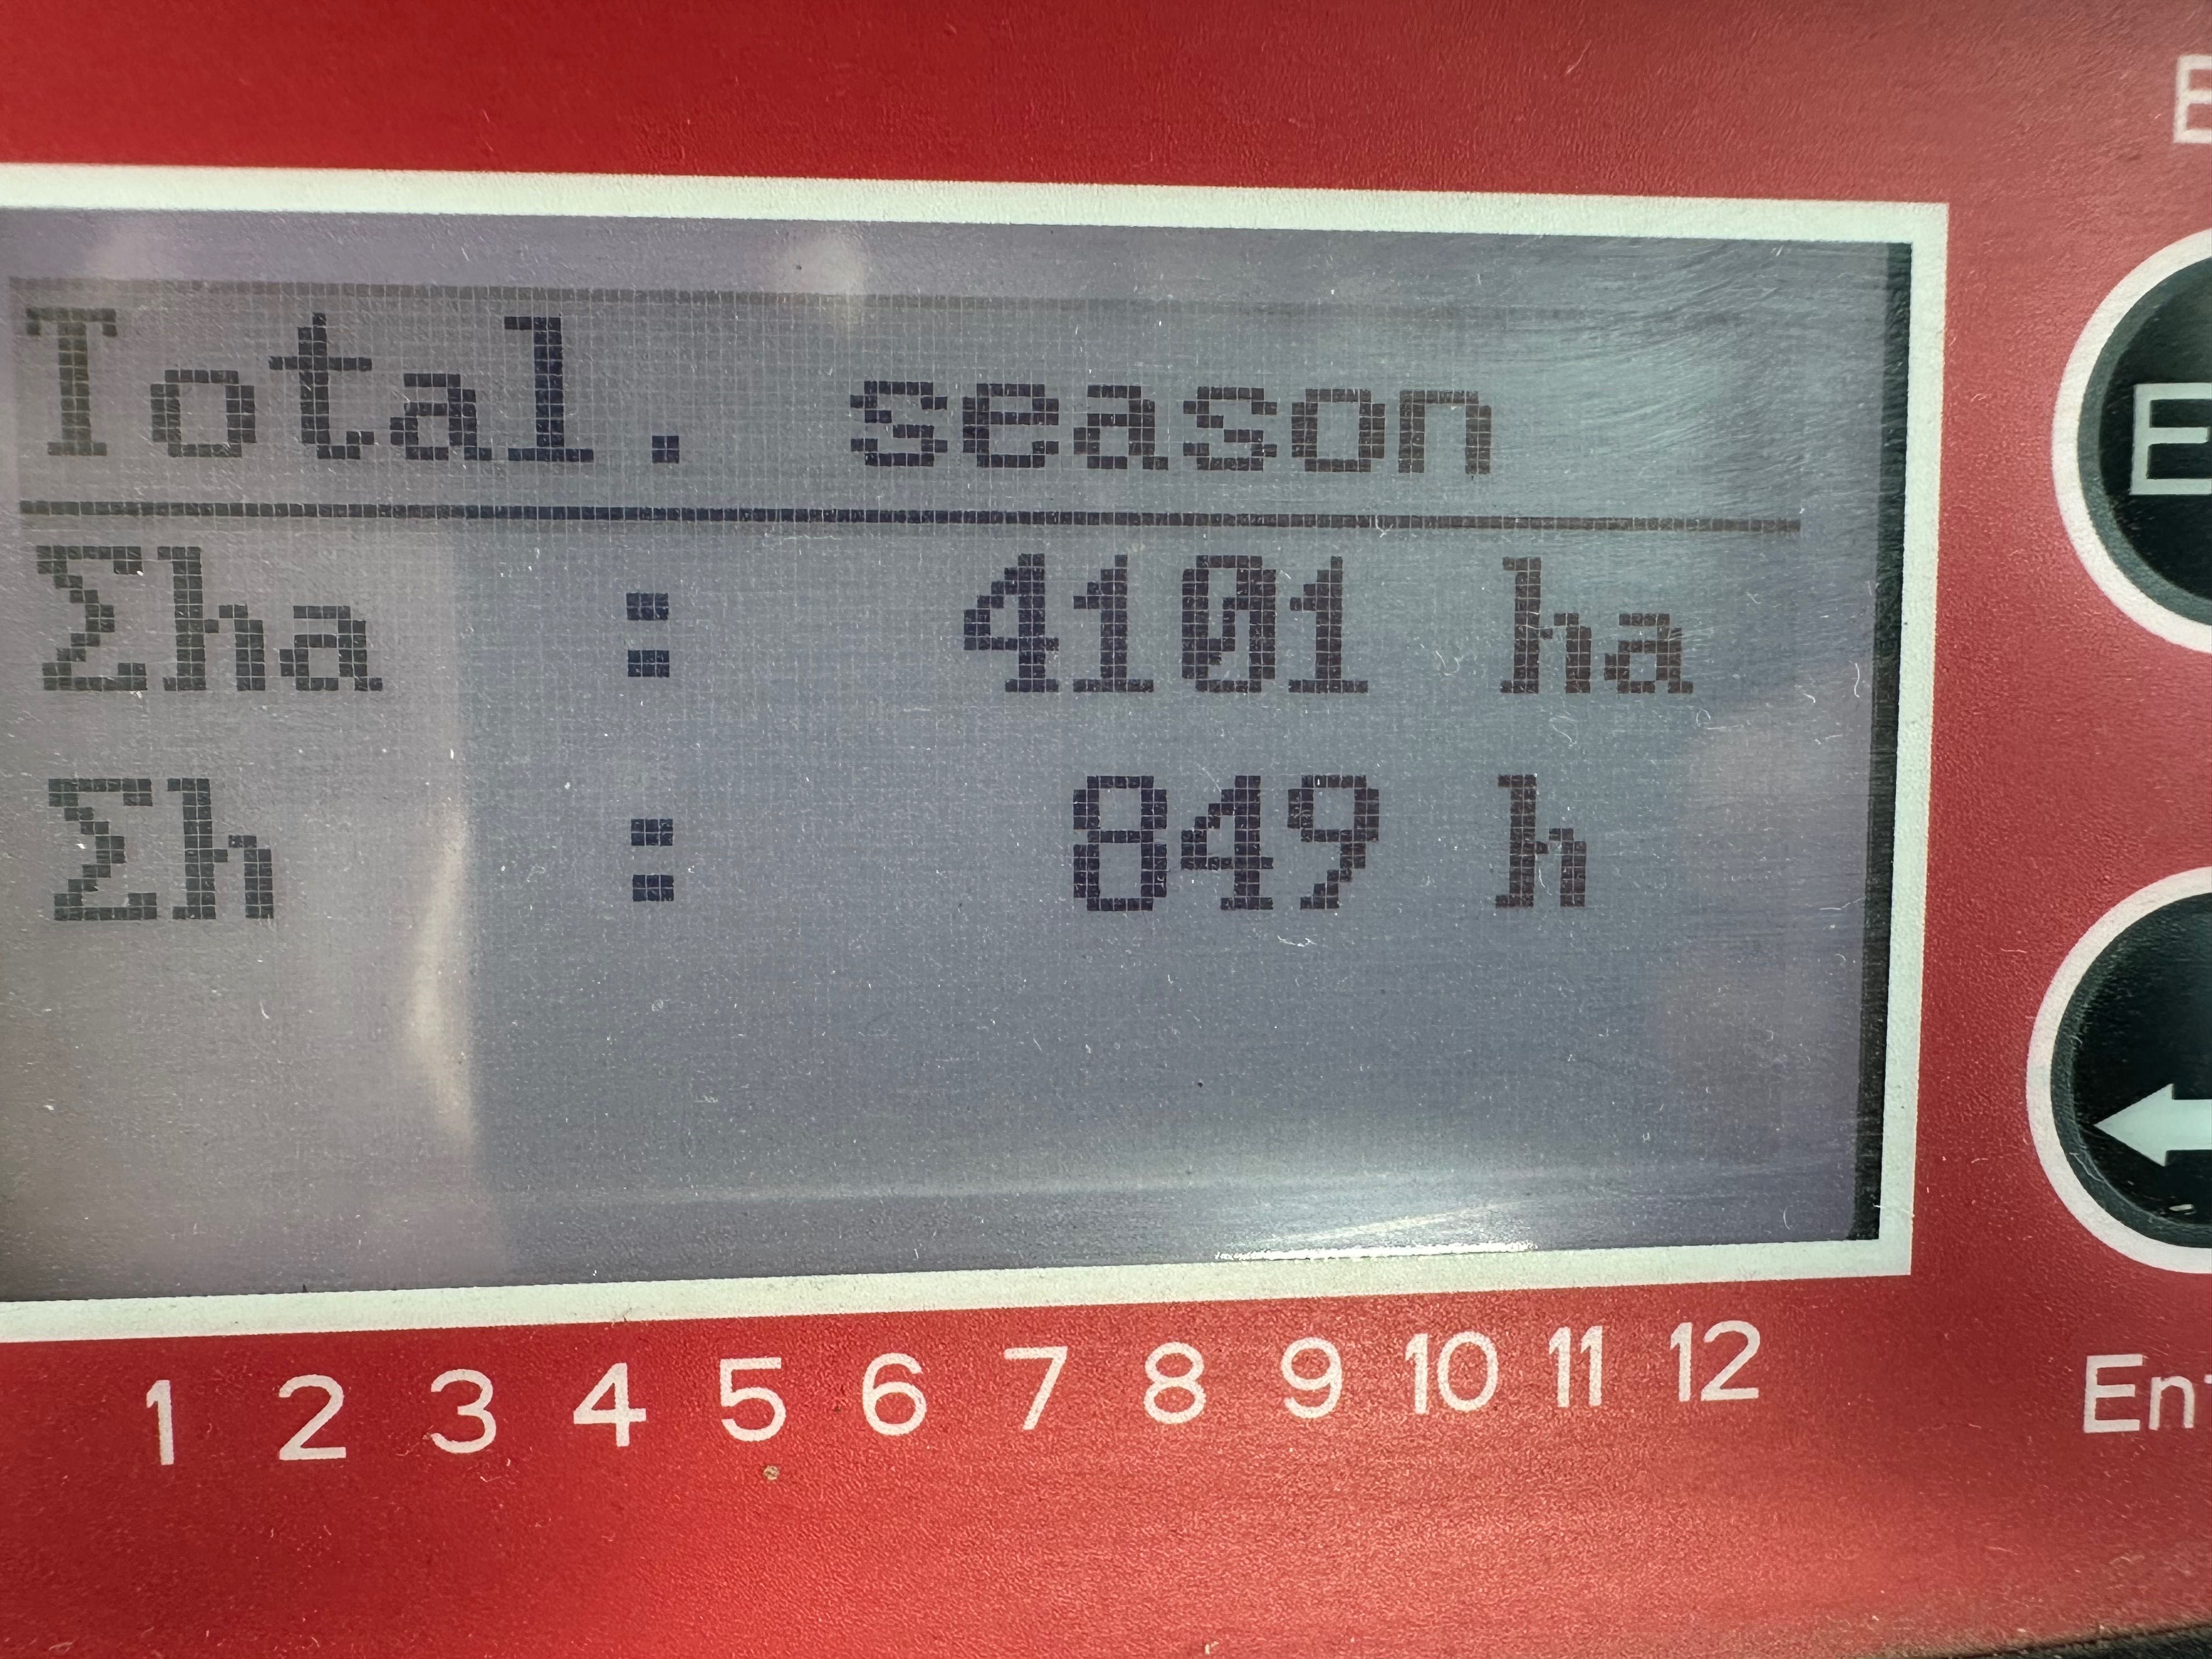 Total. season
Σha : 4101 ha
Σh : 849 h
1 2 3 4 5 6 7 8 9 10 11 12